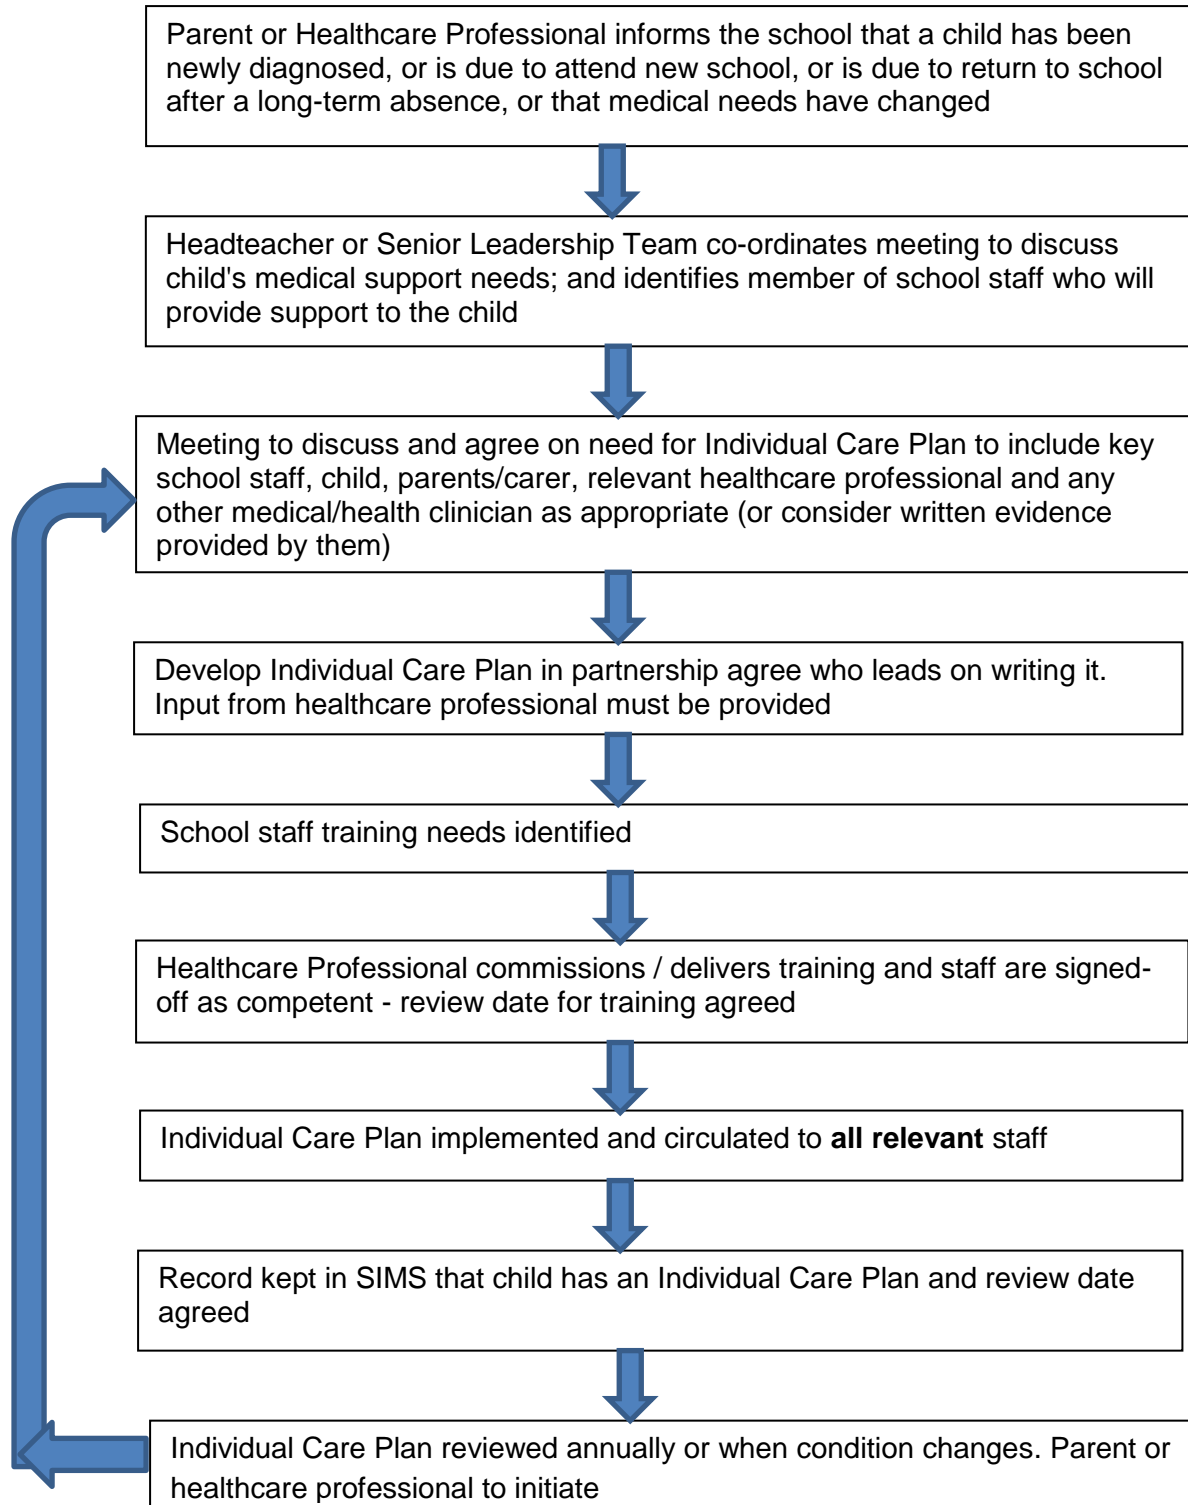 Parent or Healthcare Professional informs the school that a child has been
newly diagnosed, or is due to attend new school, or is due to return to school
after a long-term absence, or that medical needs have changed
Headteacher or Senior Leadership Team co-ordinates meeting to discuss
child's medical support needs; and identifies member of school staff who will
provide support to the child
Meeting to discuss and agree on need for Individual Care Plan to include key
school staff, child, parents/carer, relevant healthcare professional and any
other medical/health clinician as appropriate (or consider written evidence
provided by them)
Develop Individual Care Plan in partnership agree who leads on writing it.
Input from healthcare professional must be provided
School staff training needs identified
Healthcare Professional commissions / delivers training and staff are signed-
off as competent - review date for training agreed
Individual Care Plan implemented and circulated to all relevant staff
Record kept in SIMS that child has an Individual Care Plan and review date
agreed
Individual Care Plan reviewed annually or when condition changes. Parent or
healthcare professional to initiate